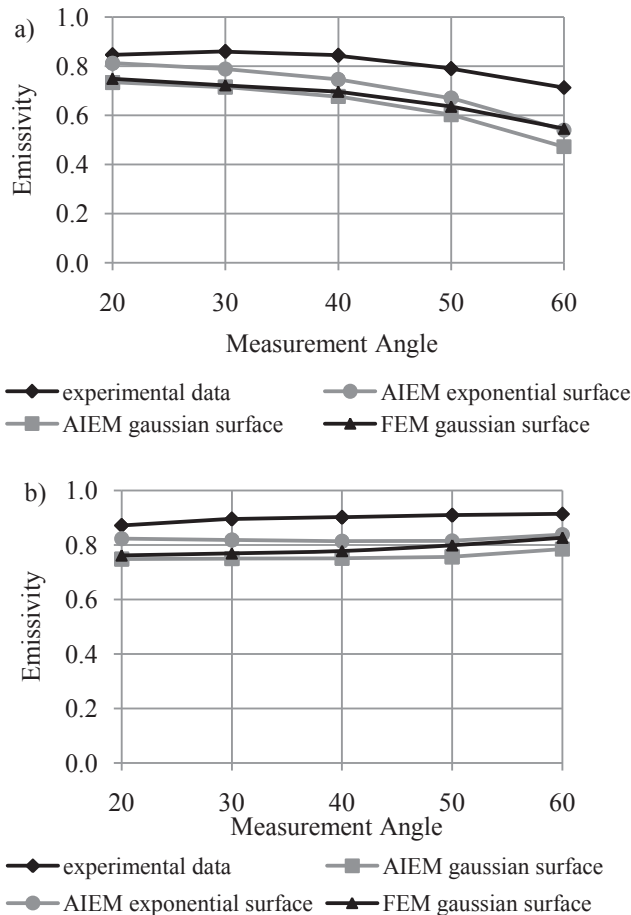 a)
1.0
0.8
0.6
0.4
0.2
0.0
Emissivity
20 30 40 50 60
Measurement Angle
experimental data AIEM exponential surface
AIEM gaussian surface FEM gaussian surface
b)
1.0
0.8
0.6
0.4
0.2
0.0
Emissivity
20 30 40 50 60
Measurement Angle
experimental data AIEM gaussian surface
AIEM exponential surface FEM gaussian surface